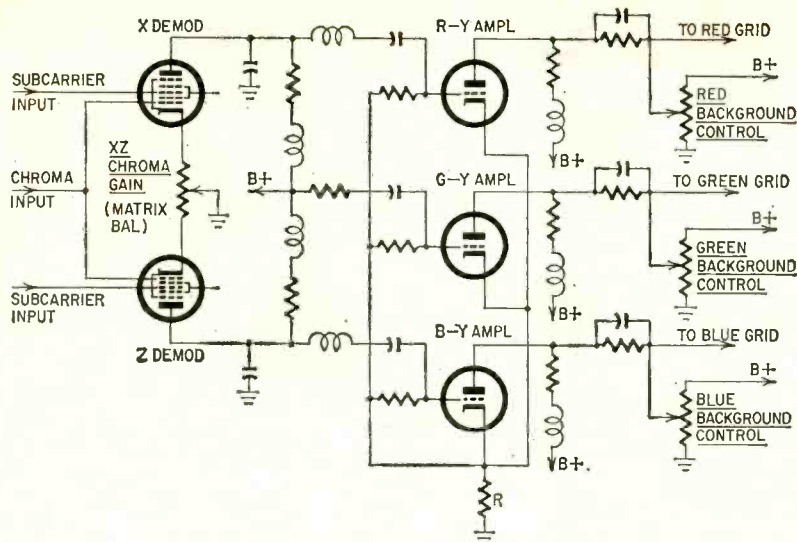 X DEMOD
R-Y AMPL
TO RED GRID
B+
SUBCARRIER
INPUT
RED
BACKGROUND
CONTROL
XZ
CHROMA
GAIN
(MATRIX
BAL)
CHROMA
INPUT
B+
B+
G-Y AMPL
TO GREEN GRID
B+
GREEN
BACKGROUND
CONTROL
SUBCARRIER
INPUT
Z DEMOD
B+
B-Y AMPL
TO BLUE GRID
B+
BLUE
BACKGROUND
CONTROL
B+
R